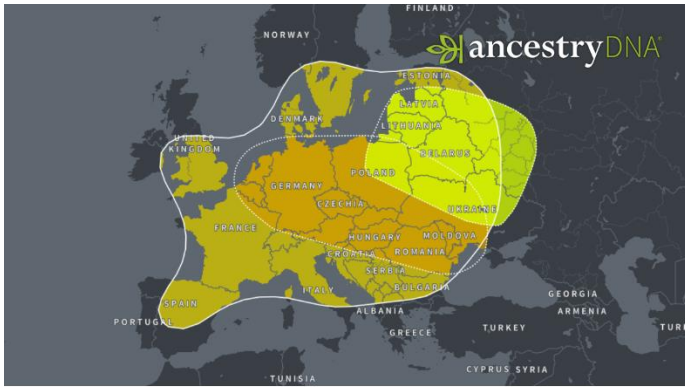 FINLAND
NORWAY
ancestryDNA®
ESTONIA
LATVIA
DENMARK
LITHUANIA
UNITED
KINGDOM
BELARUS
POLAND
GERMANY
CZECHIA
UKRAINE
FRANCE
HUNGARY
MOLDOVA
CROATIA
ROMANIA
SERBIA
BULGARIA
ITALY
SPAIN
GEORGIA
ALBANIA
ARMENIA
PORTUGAL
GREECE
TURKEY
TURK
CYPRUS
SYRIA
TUNISIA